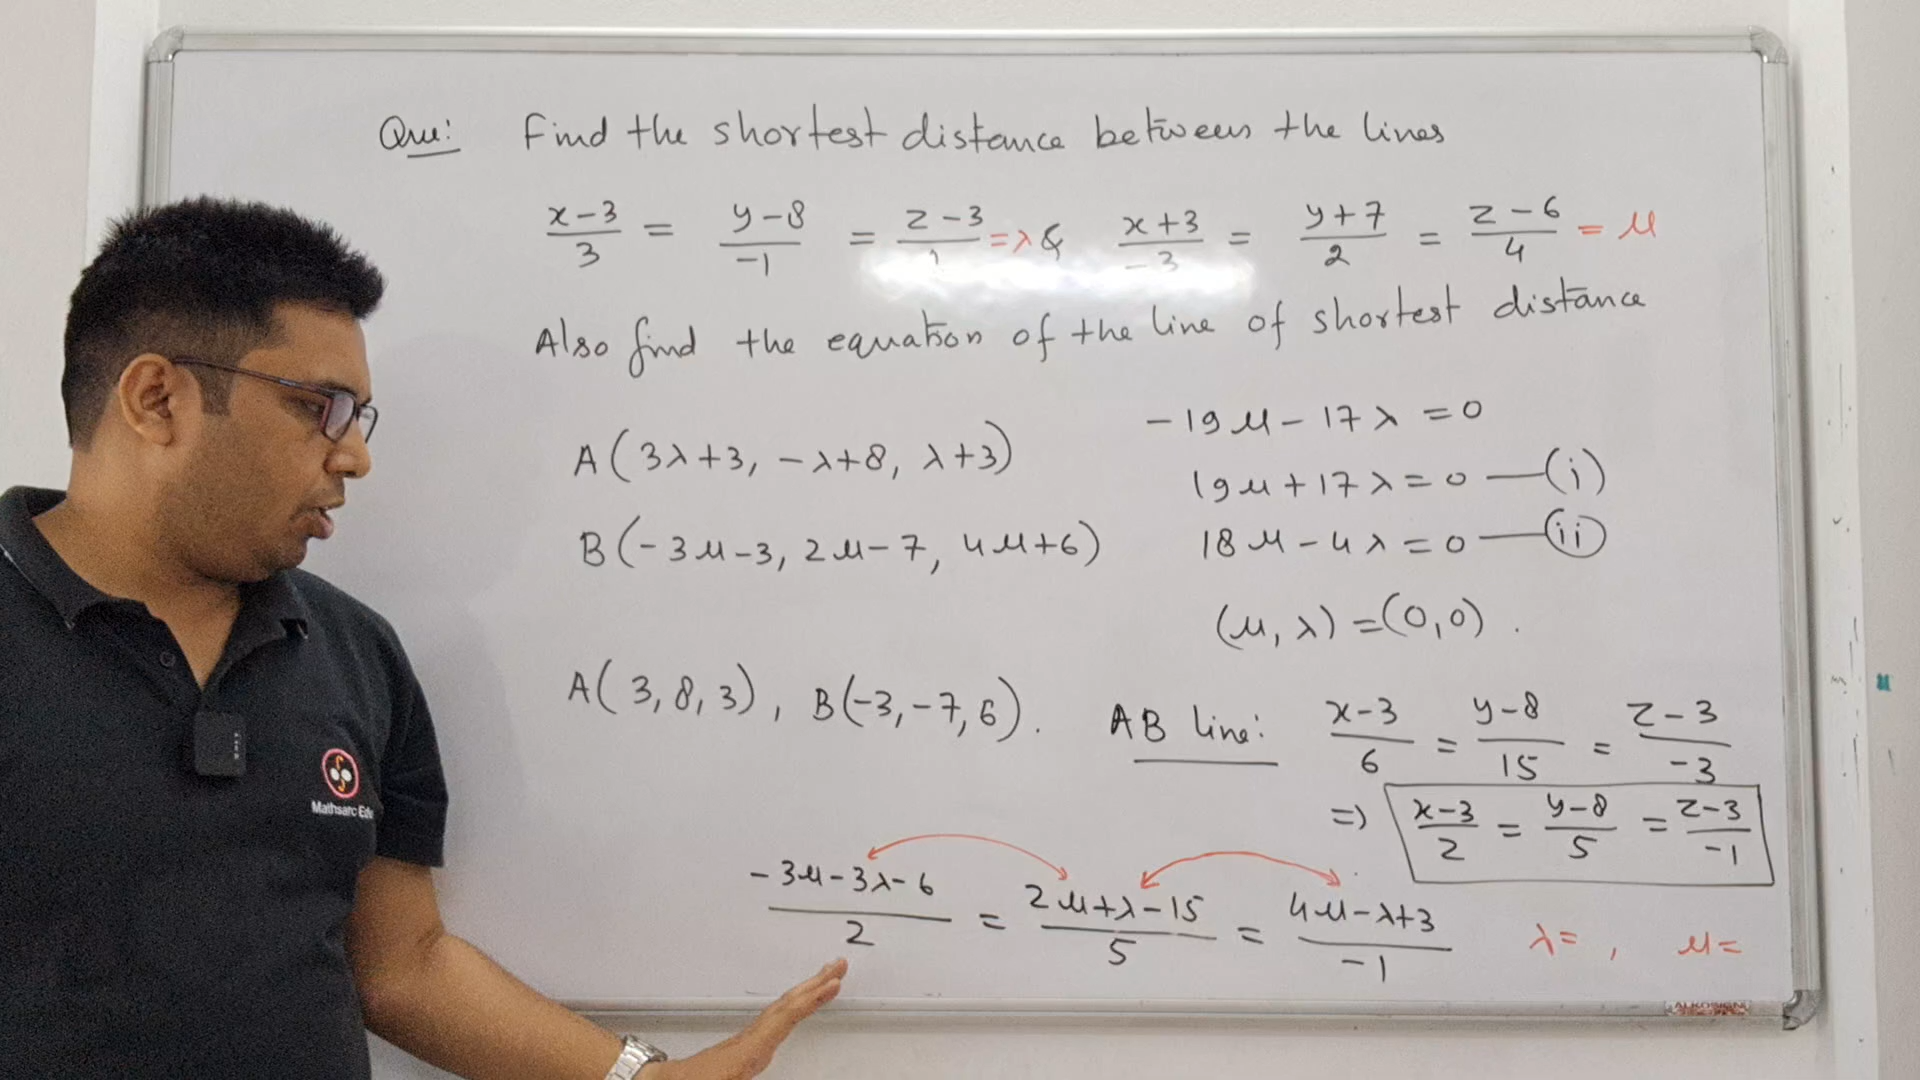 Que: Find the shortest distance between the lines
x-3/3 = y-8/-1 = z-3/1 = λ & x+3/-3 = y+7/2 = z-6/4 = μ
Also find the equation of the line of shortest distance
A(3λ+3, -λ+8, λ+3)
B(-3μ-3, 2μ-7, 4μ+6)
-19μ-17λ=0
19μ+17λ=0 —(i)
18μ-4λ=0 —(ii)
(μ,λ)=(0,0).
A(3,8,3), B(-3,-7,6).
AB line: x-3/6 = y-8/15 = z-3/-3
=> x-3/2 = y-8/5 = z-3/-1
-3μ-3λ-6/2 = 2μ+λ-15/5 = 4μ-λ+3/-1
λ= , μ=
Mathsarc Edu
ALKOSIGN